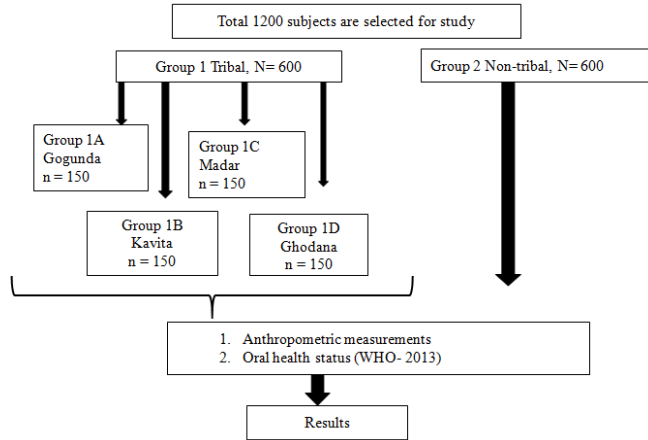 Total 1200 subjects are selected for study
Group 1 Tribal, N= 600
Group 2 Non-tribal, N= 600
Group 1A
Gogunda
n = 150
Group 1C
Madar
n = 150
Group 1B
Kavita
n = 150
Group 1D
Ghodana
n = 150
1. Anthropometric measurements
2. Oral health status (WHO- 2013)
Results